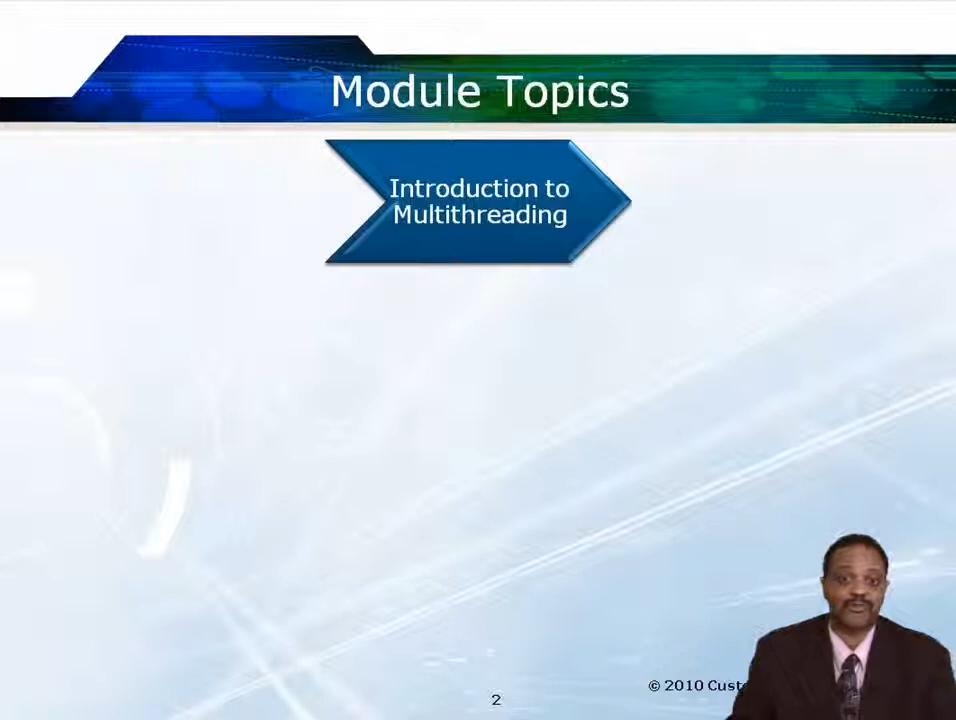 Module Topics
Introduction to
Multithreading
© 2010
2